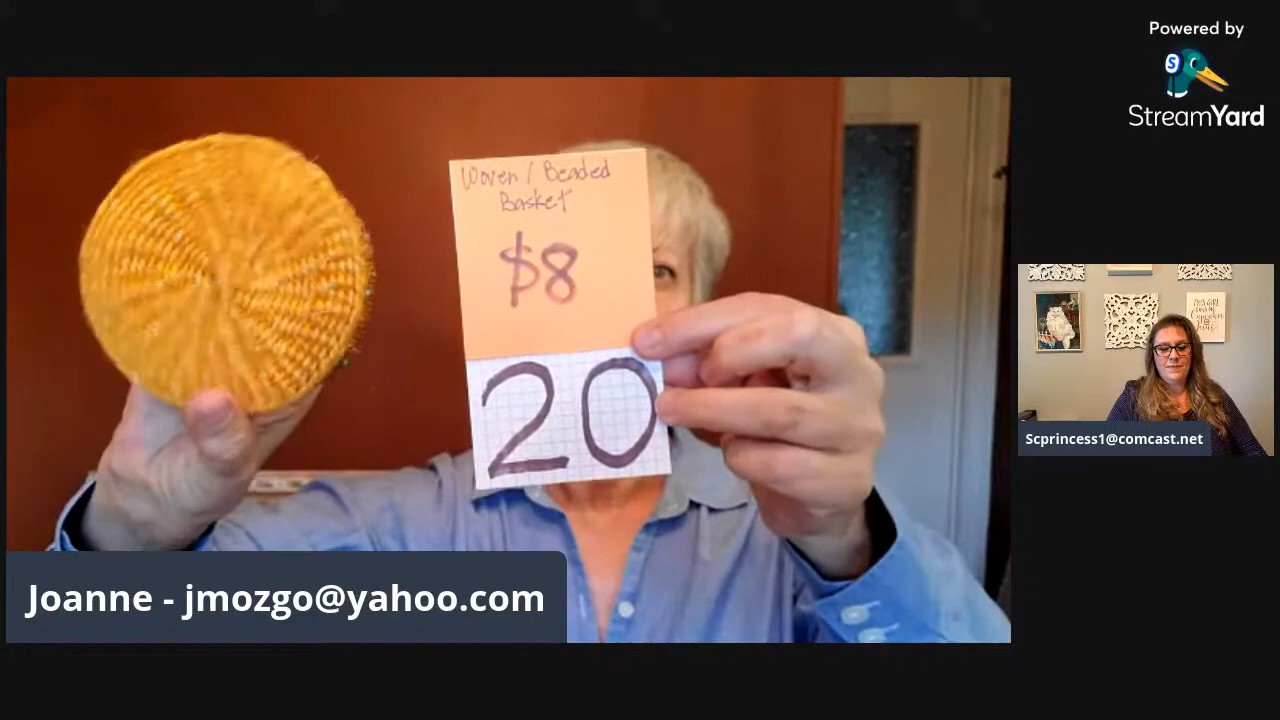 Powered by
StreamYard
Woven / Beaded
Basket
$8
20
Joanne - jmozgo@yahoo.com
Scprincess1@comcast.net